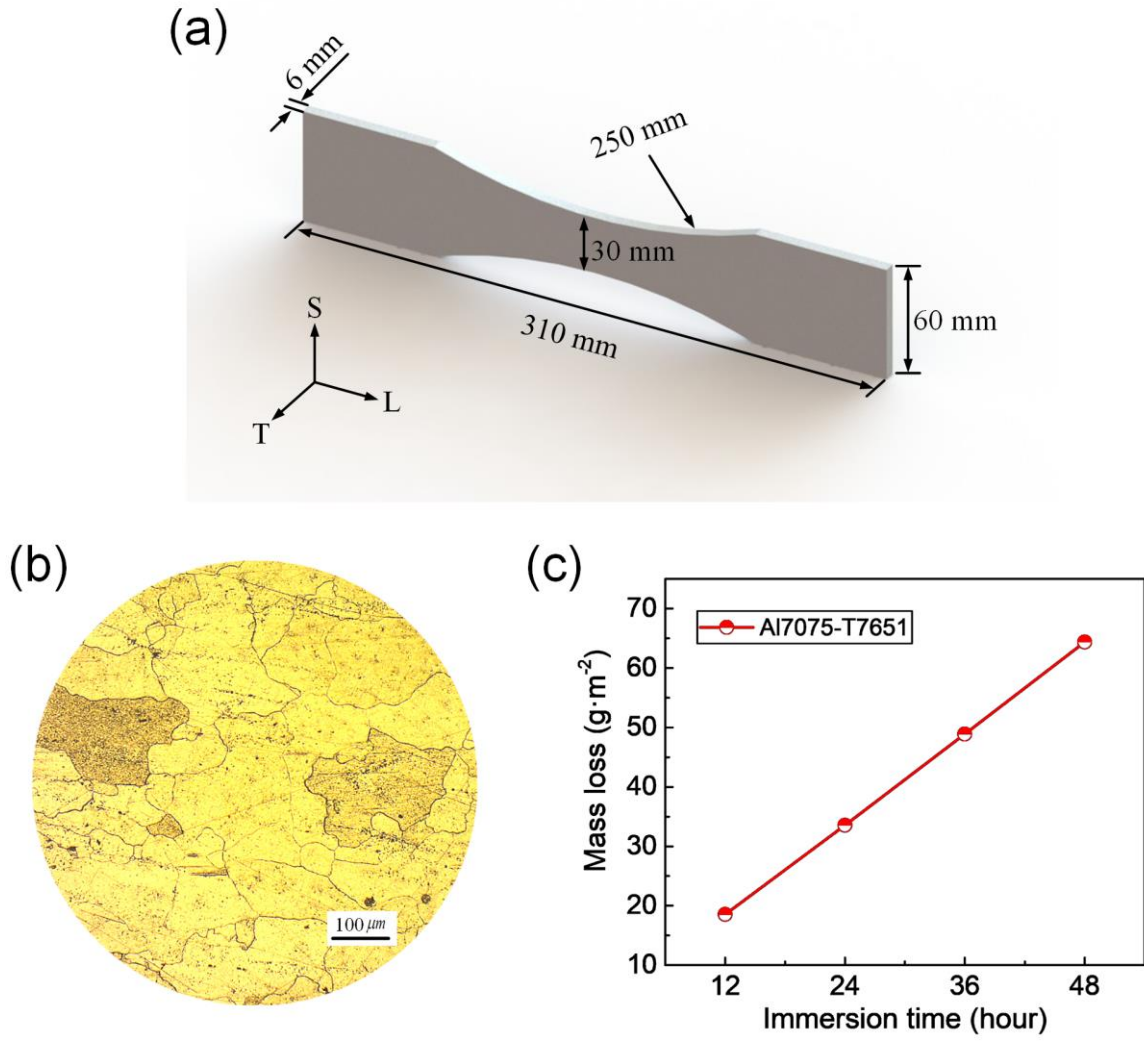 (a)
6 mm
250 mm
30 mm
310 mm
60 mm
S
T
L
(b)
100 μm
(c)
Mass loss (g·m⁻²)
70
60
50
40
30
20
10
Al7075-T7651
12
24
36
48
Immersion time (hour)